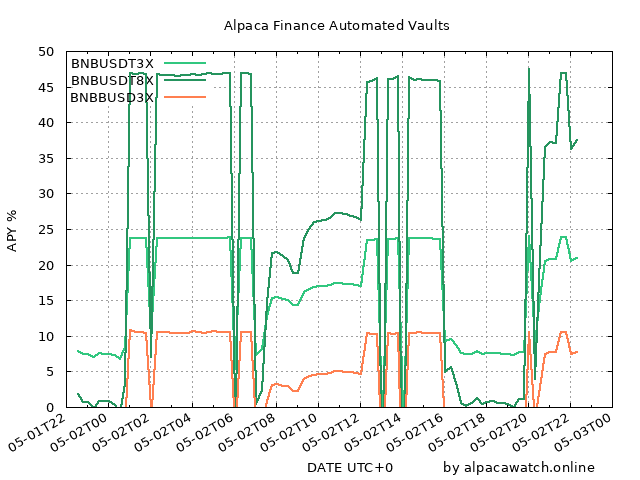 Alpaca Finance Automated Vaults
APY %
50
45
40
35
30
25
20
15
10
5
0
BNBUSDT3X
BNBUSDT8X
BNBBUSD3X
05-01T22
05-02T00
05-02T02
05-02T04
05-02T06
05-02T08
05-02T10
05-02T12
05-02T14
05-02T16
05-02T18
05-02T20
05-02T22
05-03T00
DATE UTC+0
by alpacawatch.online